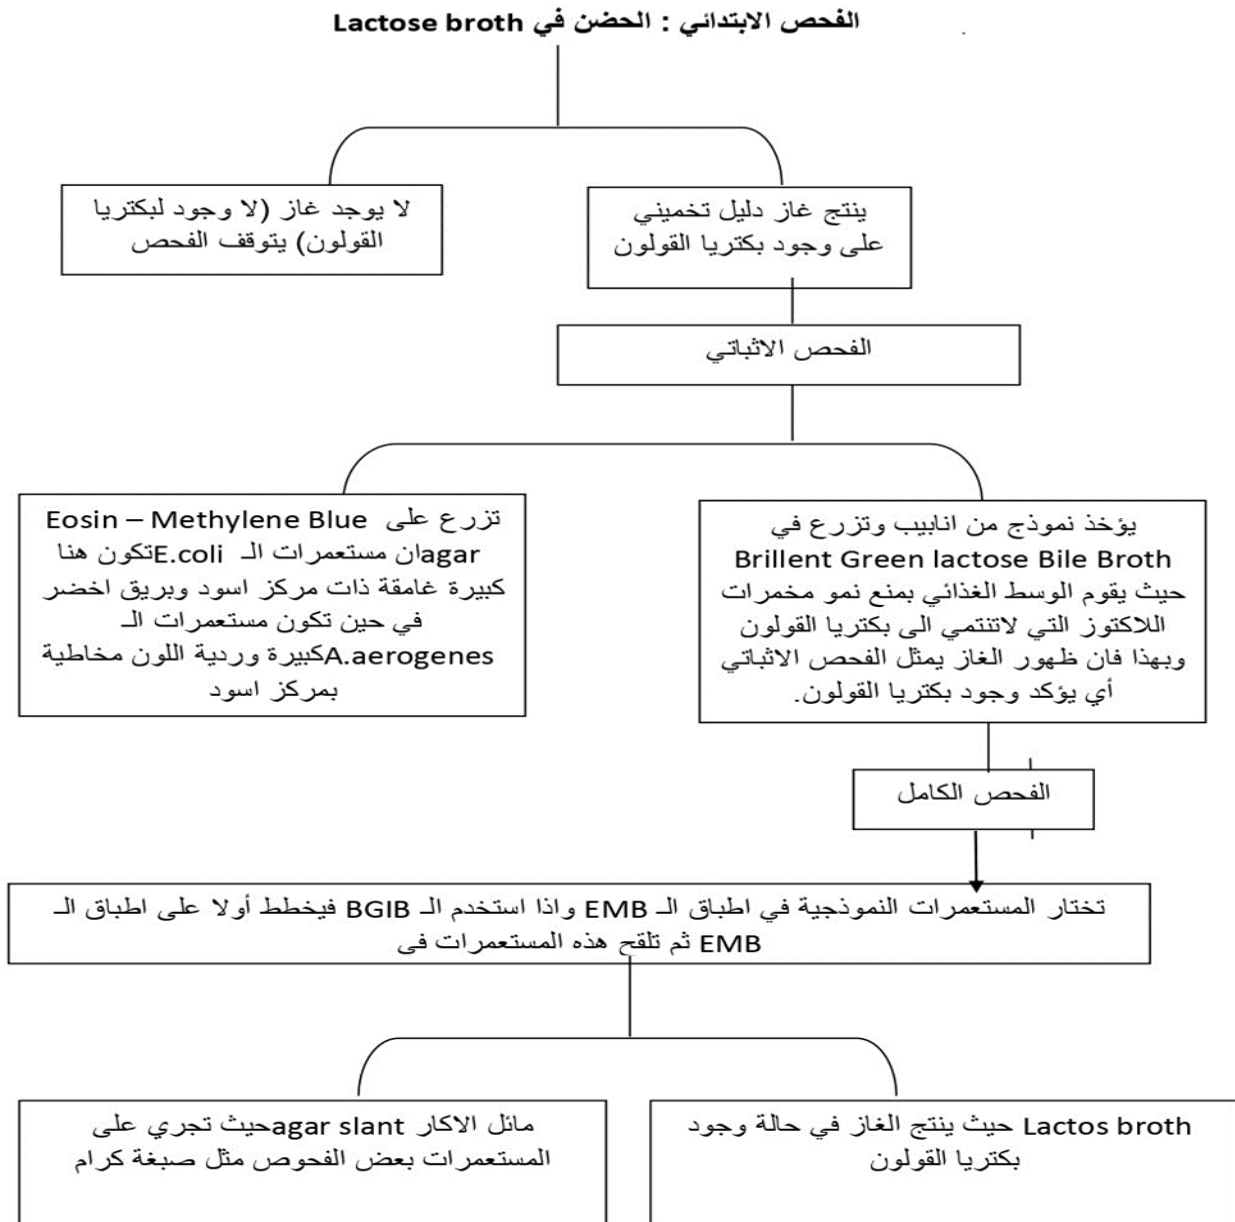 الفحص الابتدائي : الحضن في Lactose broth
ينتج غاز دليل تخميني
على وجود بكتريا القولون
لا يوجد غاز (لا وجود لبكتريا
القولون) يتوقف الفحص
الفحص الاثباتي
يؤخذ نموذج من انابيب وتزرع في
Brillent Green lactose Bile Broth
حيث يقوم الوسط الغذائي بمنع نمو مخمرات
اللاكتوز التي لاتنتمي الى بكتريا القولون
وبهذا فان ظهور الغاز يمثل الفحص الاثباتي
أي يؤكد وجود بكتريا القولون.
تزرع على Eosin – Methylene Blue
agarان مستعمرات الـ E.coliتكون هنا
كبيرة غامقة ذات مركز اسود وبريق اخضر
في حين تكون مستعمرات الـ
A.aerogenesكبيرة وردية اللون مخاطية
بمركز اسود
الفحص الكامل
تختار المستعمرات النموذجية في اطباق الـ EMB واذا استخدم الـ BGIB فيخطط أولا على اطباق الـ
EMB ثم تلقح هذه المستعمرات فى
Lactos broth حيث ينتج الغاز في حالة وجود
بكتريا القولون
مائل الاكار agar slantحيث تجري على
المستعمرات بعض الفحوص مثل صبغة كرام